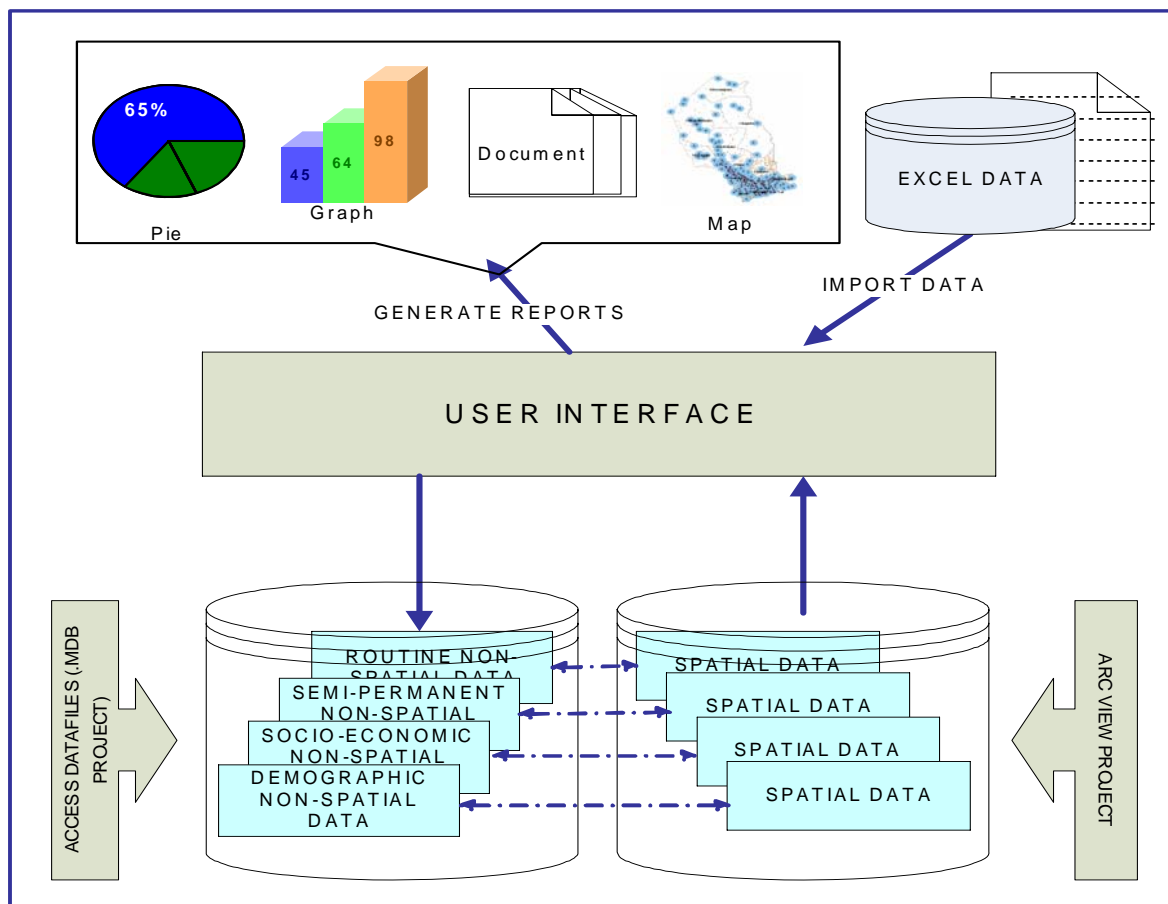 65%
45
64
98
Document
Graph
Pie
Map
EXCEL DATA
IMPORT DATA
GENERATE REPORTS
USER INTERFACE
ACCESS DATAFILES (.MDB
PROJECT)
ROUTINE NON-
SPATIAL DATA
SEMI-PERMANENT
NON-SPATIAL
SOCIO-ECONOMIC
NON-SPATIAL
DEMOGRAPHIC
NON-SPATIAL
DATA
SPATIAL DATA
SPATIAL DATA
SPATIAL DATA
SPATIAL DATA
ARC VIEW PROJECT